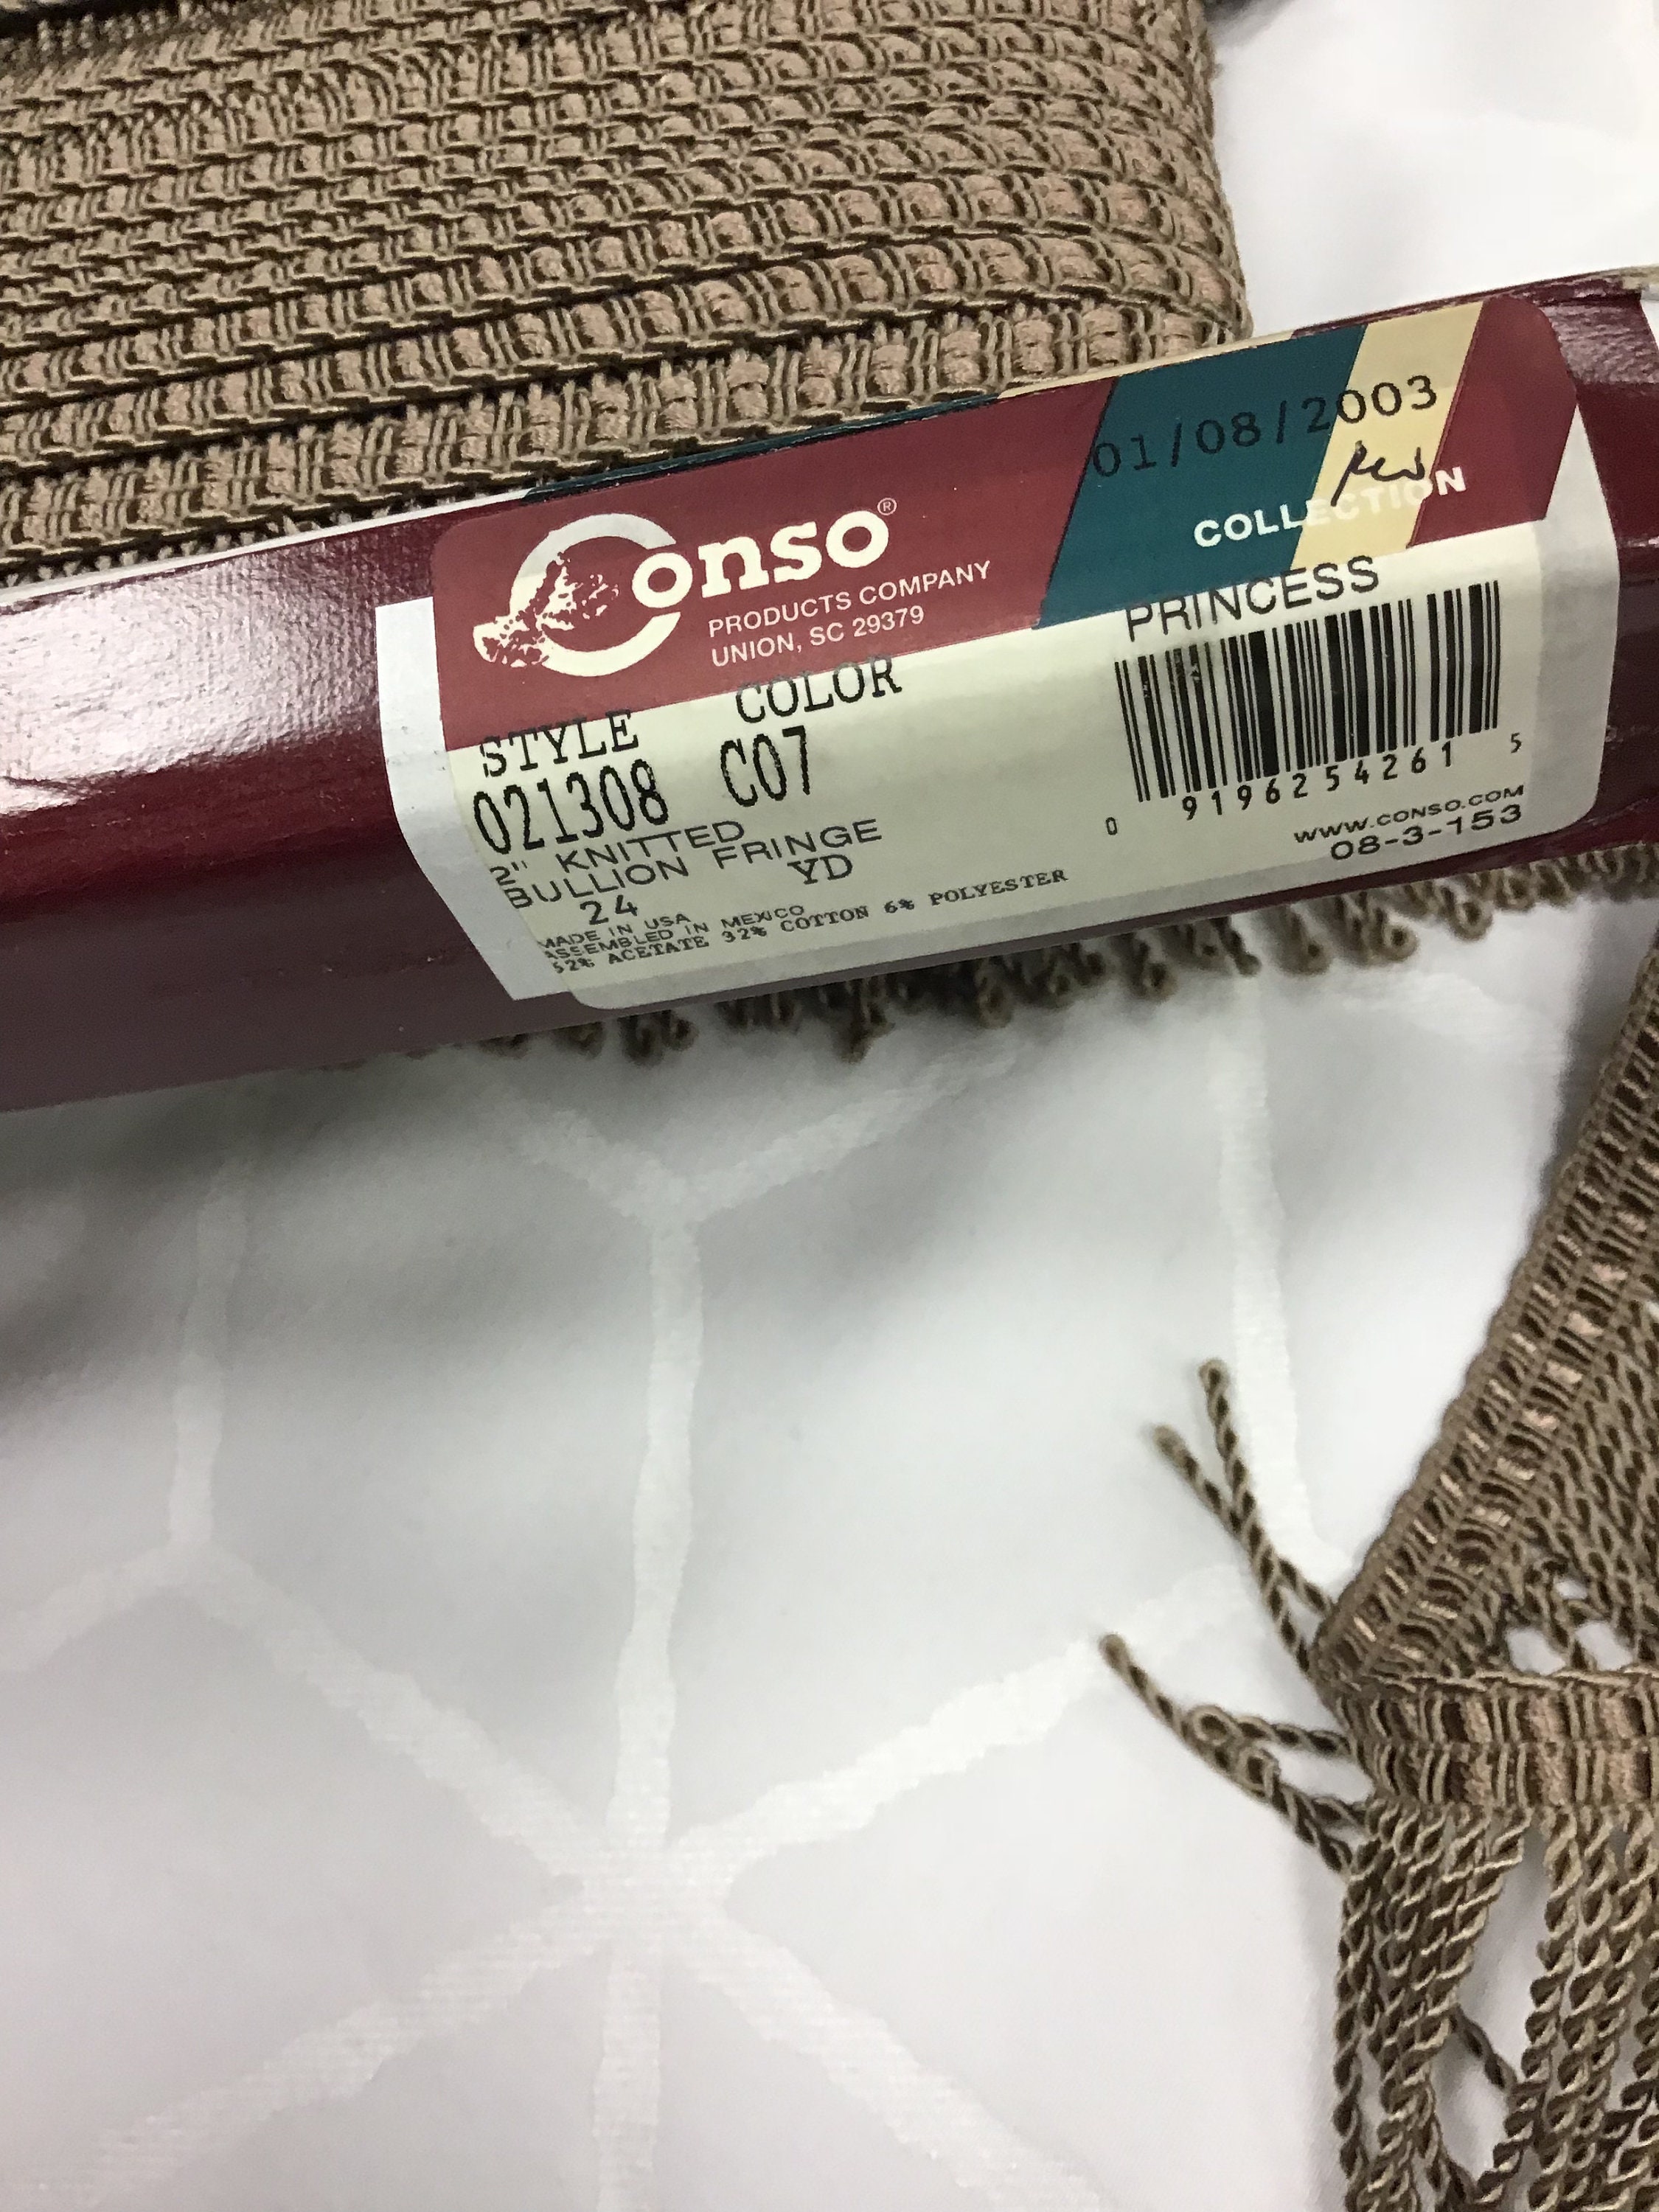 Conso®
PRODUCTS COMPANY
UNION, SC 29379
01/08/2003
COLLECTION
PRINCESS
STYLE COLOR
021308 C07
2" KNITTED
BULLION FRINGE
24 YD
MADE IN USA
ASSEMBLED IN MEXICO
52% ACETATE 32% COTTON 6% POLYESTER
0 9196254261 5
WWW.CONSO.COM
08-3-153